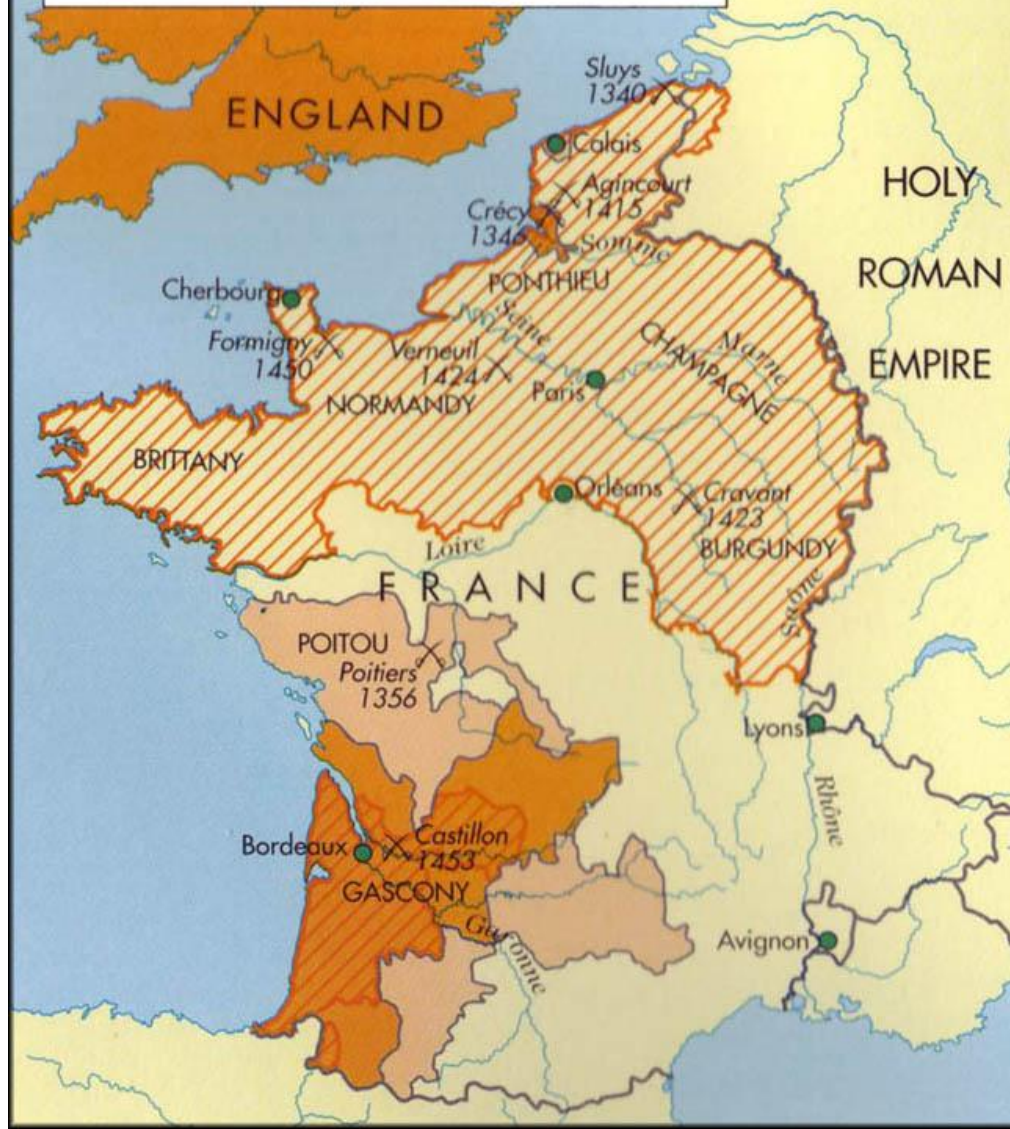 Sluys
1340
ENGLAND
Calais
HOLY
ROMAN
EMPIRE
Agincourt
1415
Crécy
1346
Somme
PONTHIEU
Cherbourg
Seine
CHAMPAGNE
Marne
Formigny
1450
Verneuil
1424
Paris
NORMANDY
BRITTANY
Orléans
Cravant
1423
Loire
BURGUNDY
FRANCE
Saône
POITOU
Poitiers
1356
Lyons
Rhône
Bordeaux
Castillon
1453
GASCONY
Garonne
Avignon